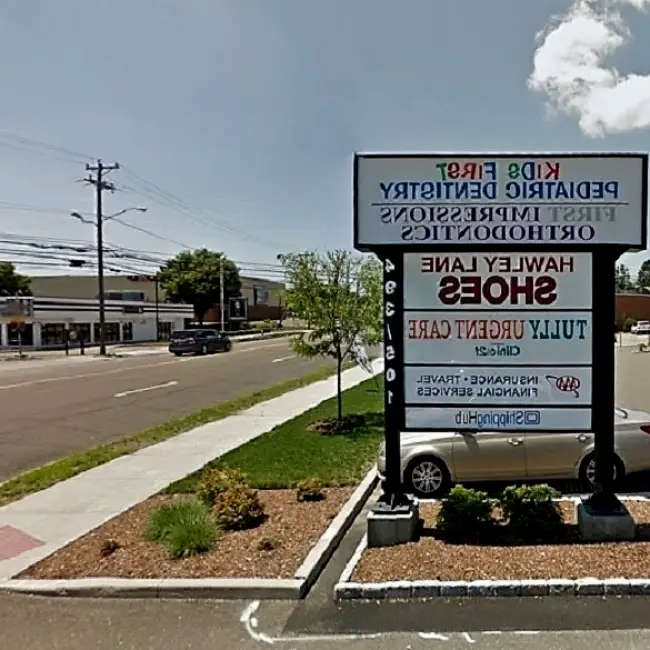 KiDS FiRST
PEDIATRIC DENTISTRY
FIRST IMPRESSIONS
ORTHODONTICS
HAWLEY LANE
SHOES
TULLY URGENT CARE
AAA
INSURANCE • TRAVEL
FINANCIAL SERVICES
ShippingHub